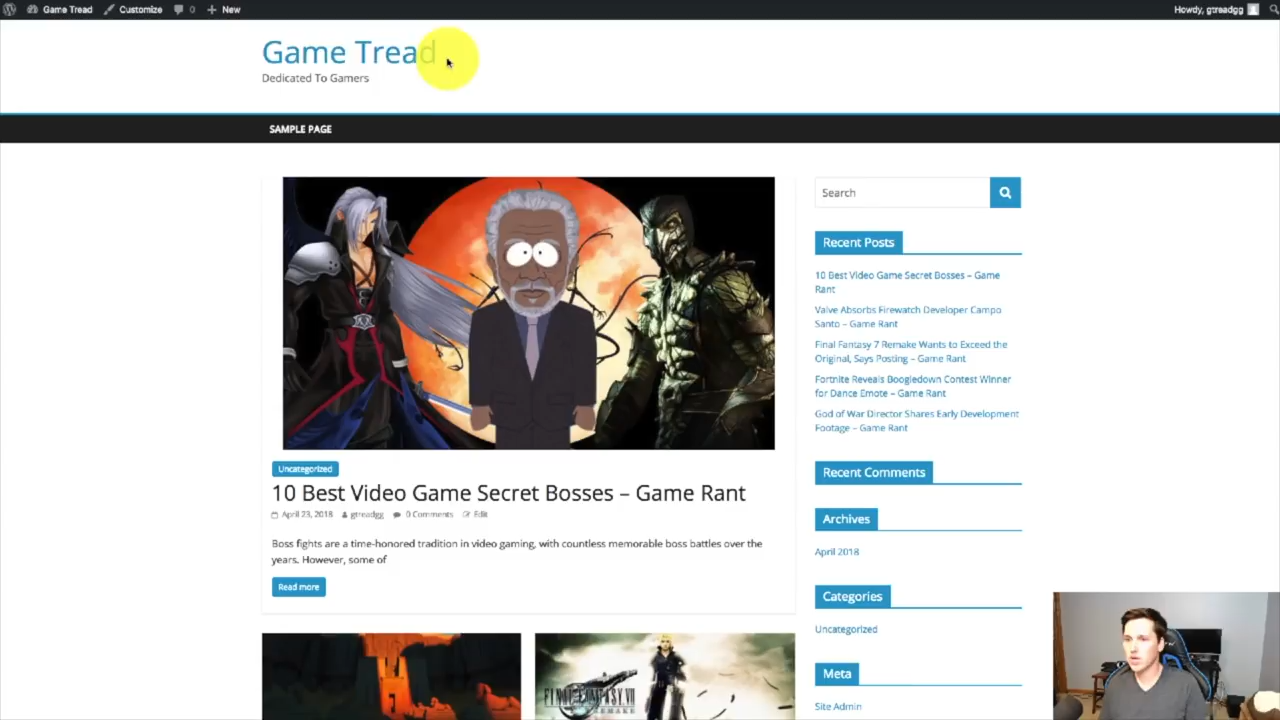 Game Tread
Customize
0
New
Howdy, gtreadgg
Game Tread
Dedicated To Gamers
SAMPLE PAGE
Uncategorized
10 Best Video Game Secret Bosses – Game Rant
April 23, 2018
gtreadgg
0 Comments
Edit
Boss fights are a time-honored tradition in video gaming, with countless memorable boss battles over the
years. However, some of
Read more
FINAL FANTASY VII
REMAKE
Search
Recent Posts
10 Best Video Game Secret Bosses – Game
Rant
Valve Absorbs Firewatch Developer Campo
Santo – Game Rant
Final Fantasy 7 Remake Wants to Exceed the
Original, Says Posting – Game Rant
Fortnite Reveals Boogiedown Contest Winner
for Dance Emote – Game Rant
God of War Director Shares Early Development
Footage – Game Rant
Recent Comments
Archives
April 2018
Categories
Uncategorized
Meta
Site Admin